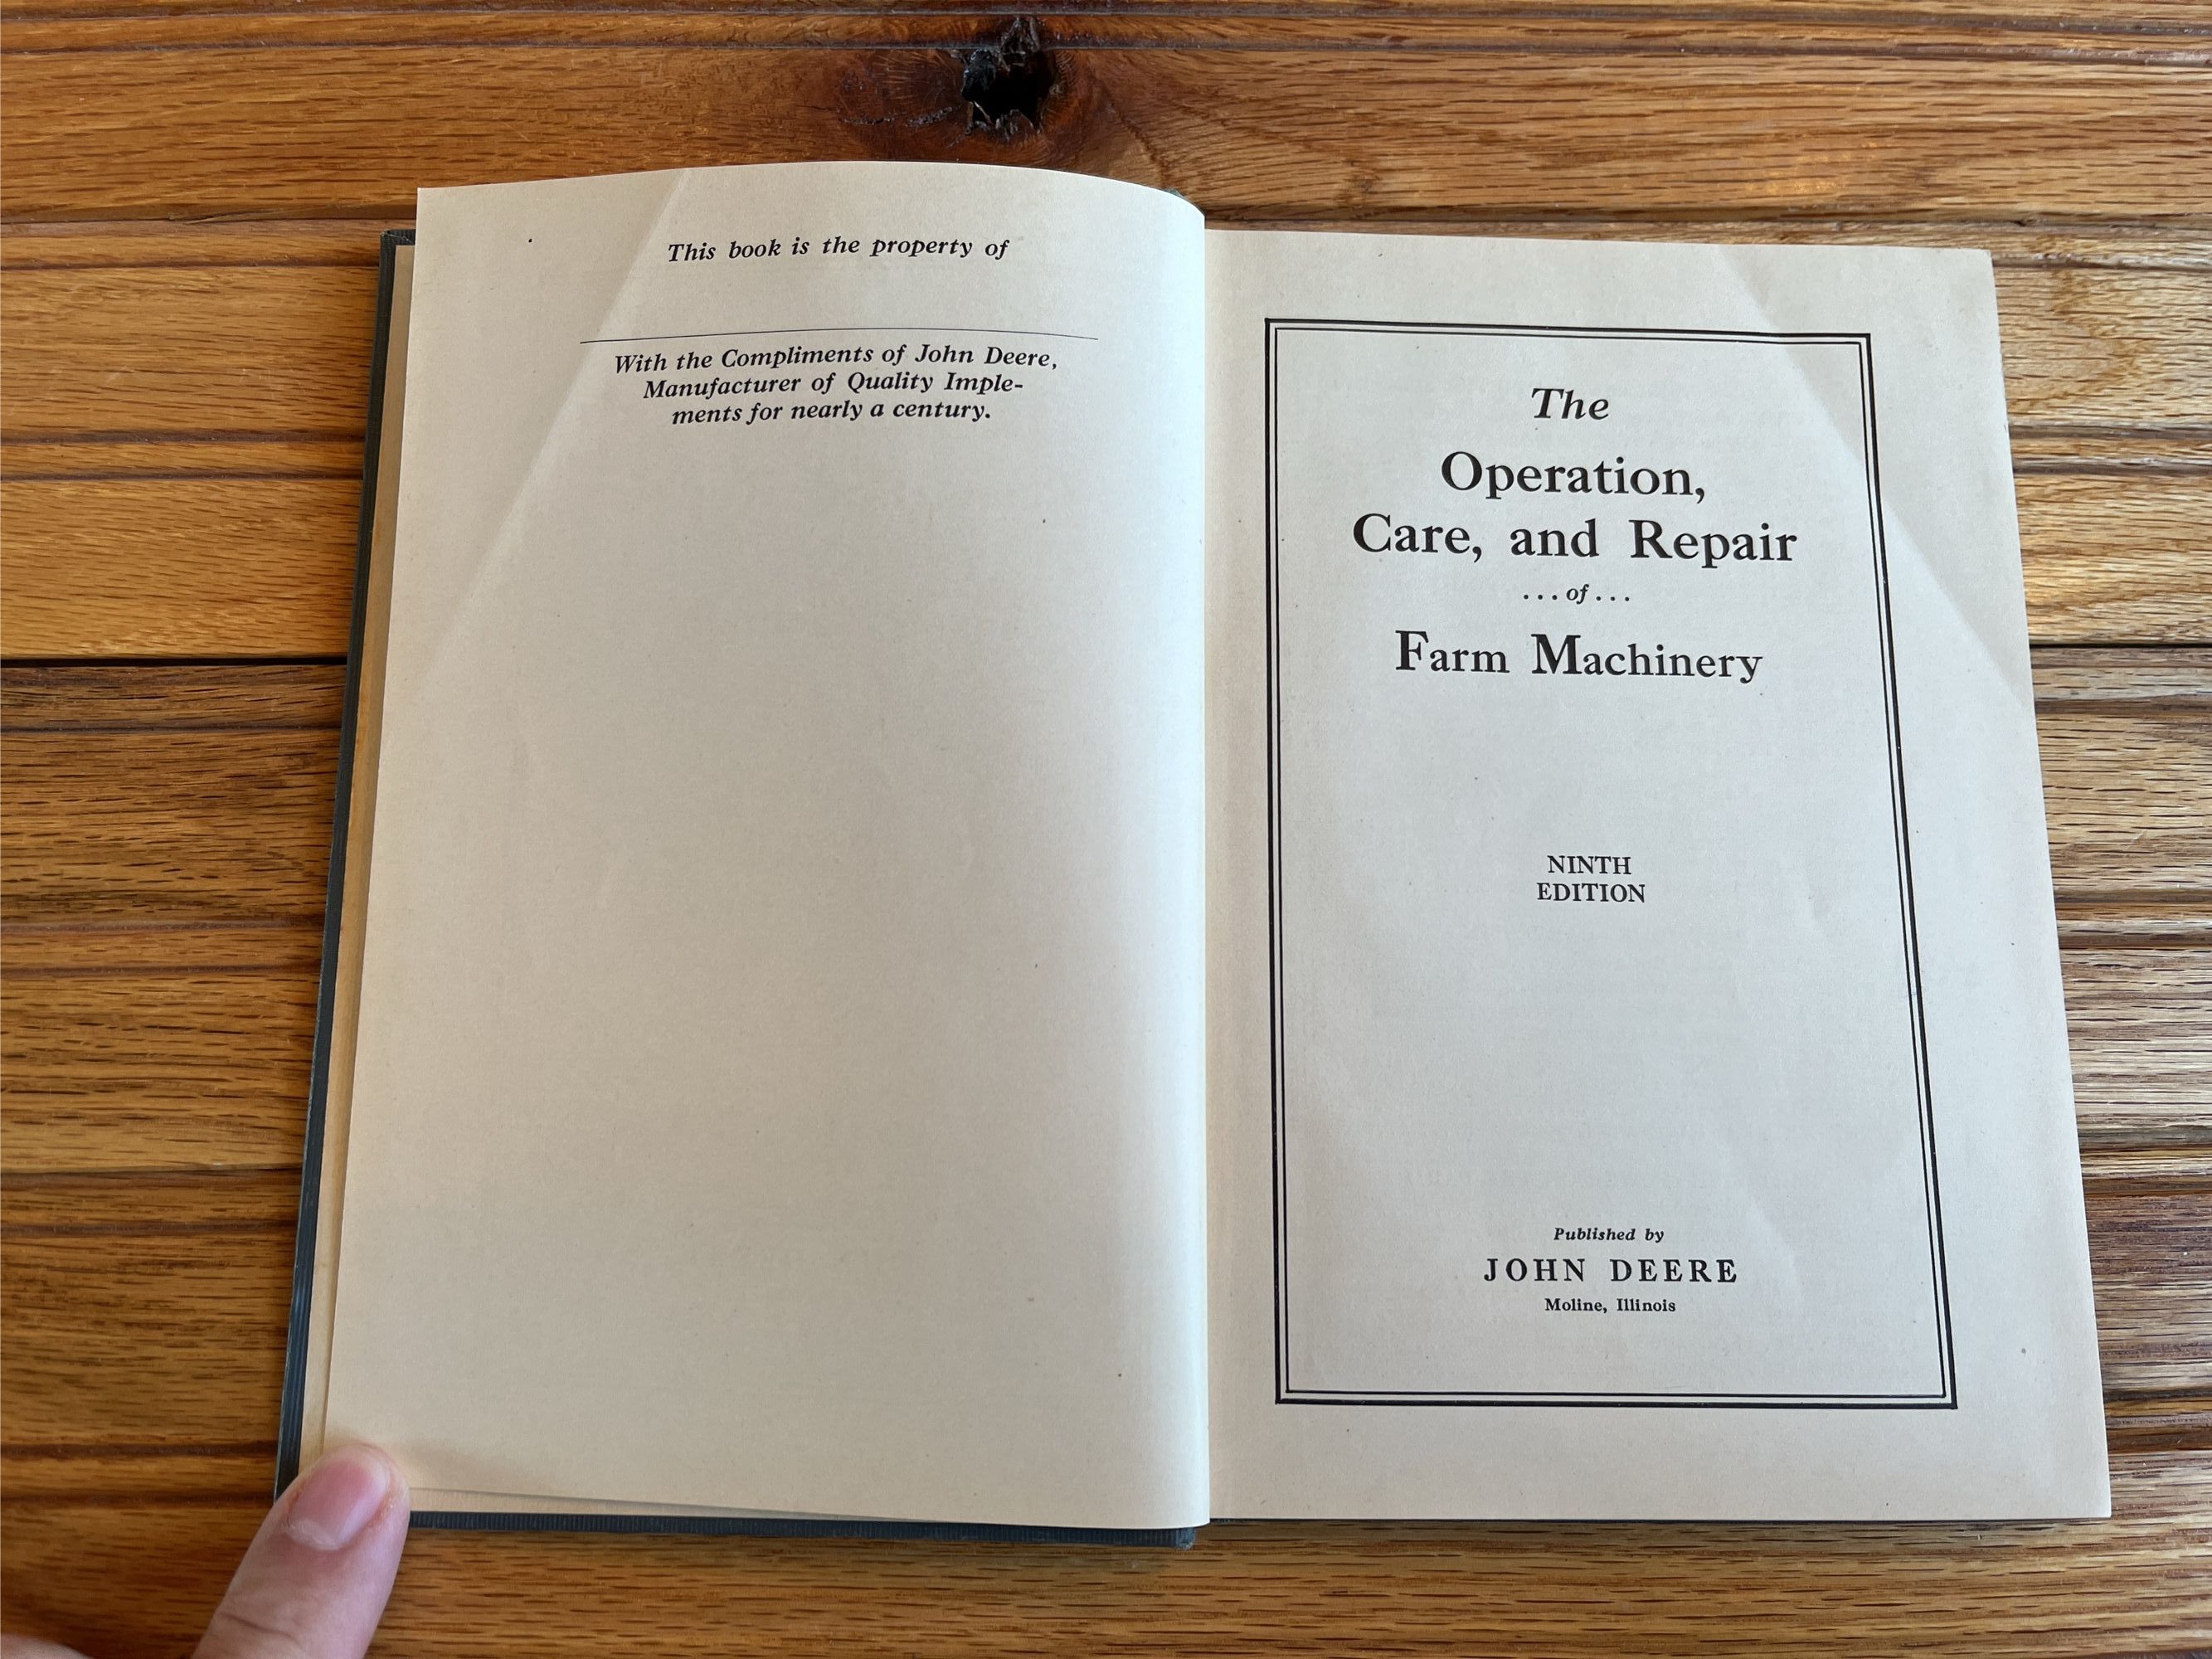 This book is the property of
With the Compliments of John Deere,
Manufacturer of Quality Imple-
ments for nearly a century.
The
Operation,
Care, and Repair
...of...
Farm Machinery
NINTH
EDITION
Published by
JOHN DEERE
Moline, Illinois